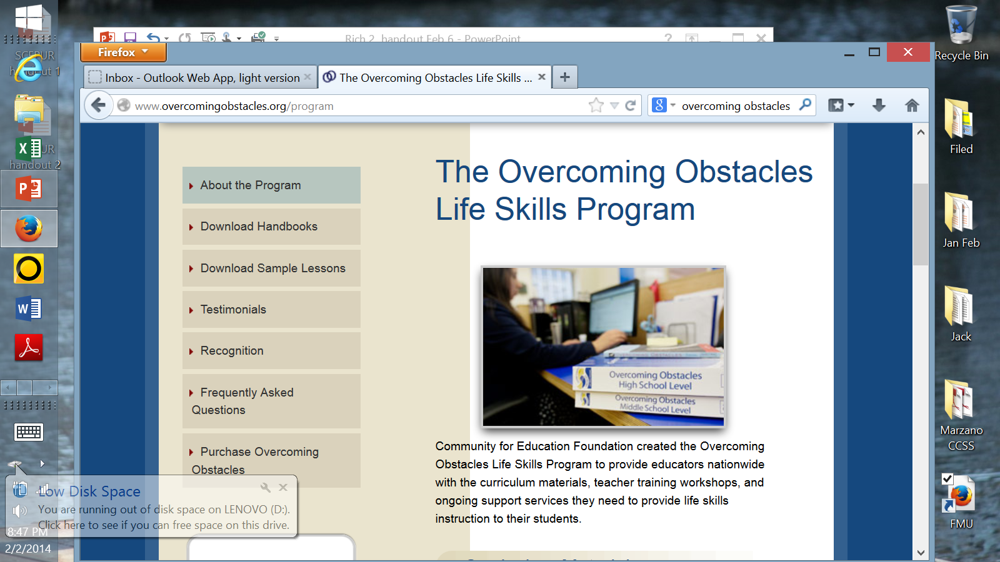 Rich 2 handout Feb 6 - PowerPoint
Firefox
Inbox - Outlook Web App, light version
The Overcoming Obstacles Life Skills ...
www.overcomingobstacles.org/program
overcoming obstacles
handout 1
handout 2
Recycle Bin
Filed
Jan Feb
Jack
Marzano
CCSS
FMU
About the Program
Download Handbooks
Download Sample Lessons
Testimonials
Recognition
Frequently Asked
Questions
Purchase Overcoming
Obstacles
The Overcoming Obstacles
Life Skills Program
Overcoming Obstacles
High School Level
Overcoming Obstacles
Middle School Level
Community for Education Foundation created the Overcoming
Obstacles Life Skills Program to provide educators nationwide
with the curriculum materials, teacher training workshops, and
ongoing support services they need to provide life skills
instruction to their students.
Low Disk Space
You are running out of disk space on LENOVO (D:).
Click here to see if you can free space on this drive.
8:47 PM
2/2/2014